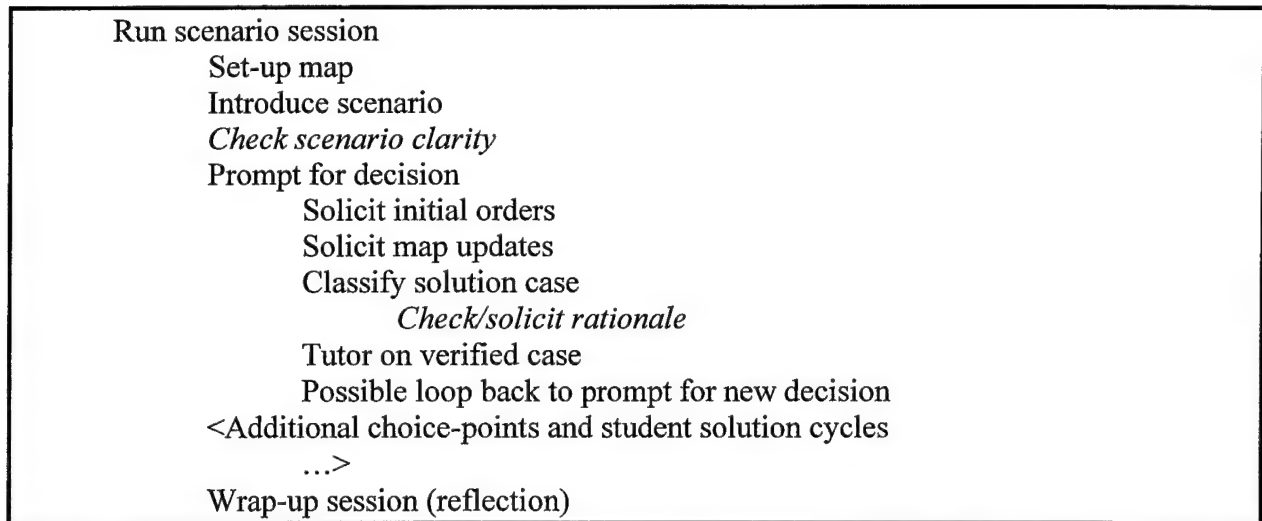 Run scenario session
Set-up map
Introduce scenario
Check scenario clarity
Prompt for decision
Solicit initial orders
Solicit map updates
Classify solution case
Check/solicit rationale
Tutor on verified case
Possible loop back to prompt for new decision
<Additional choice-points and student solution cycles
...>
Wrap-up session (reflection)